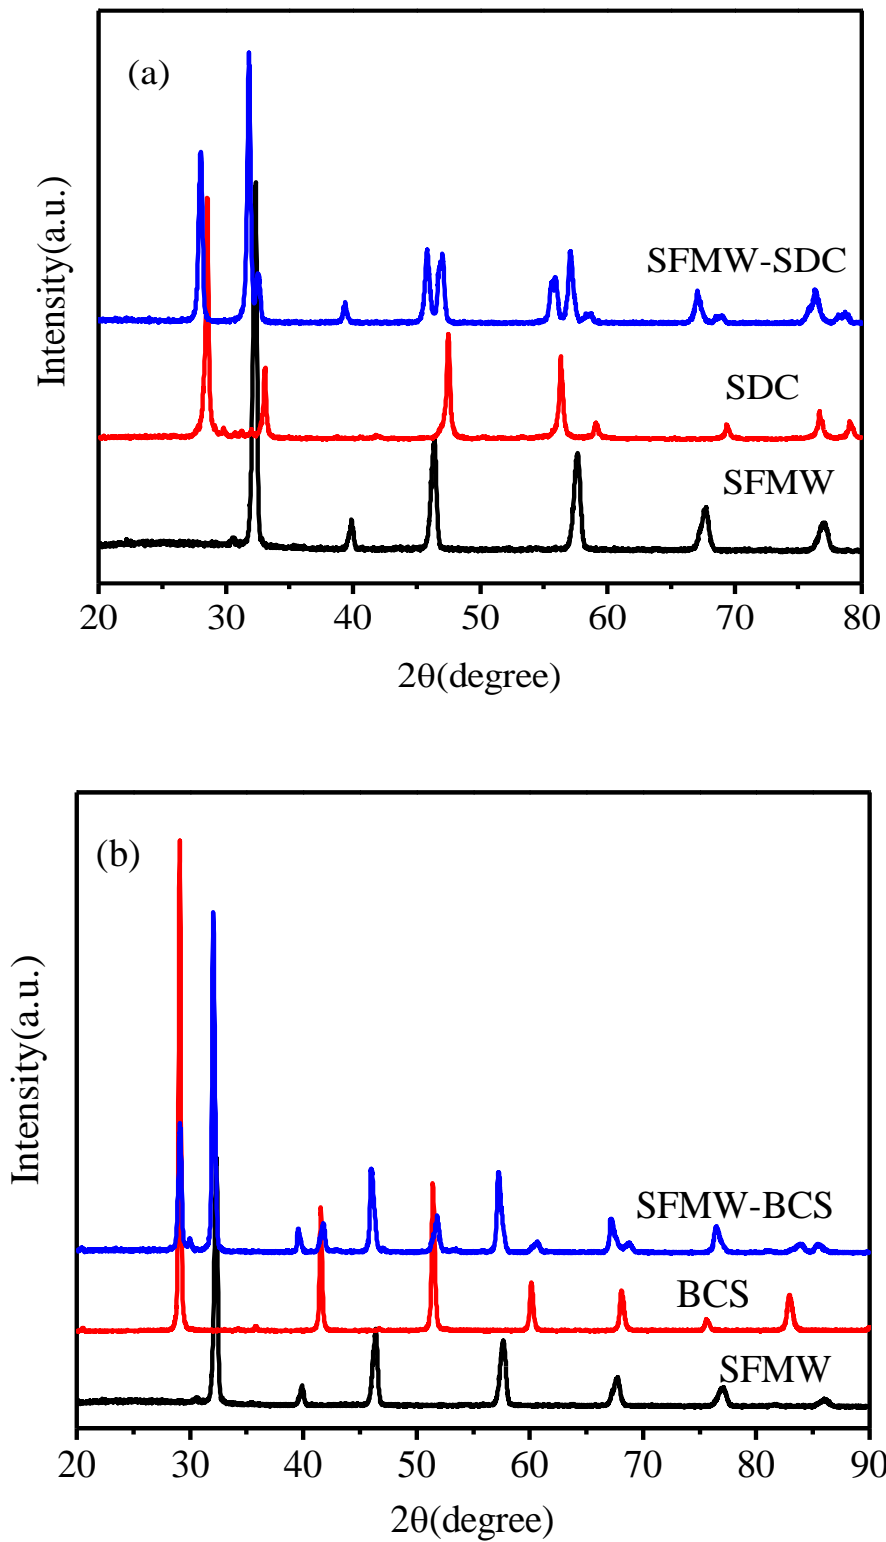 (a)
Intensity(a.u.)
SFMW-SDC
SDC
SFMW
20 30 40 50 60 70 80
2θ(degree)
(b)
Intensity(a.u.)
SFMW-BCS
BCS
SFMW
20 30 40 50 60 70 80 90
2θ(degree)